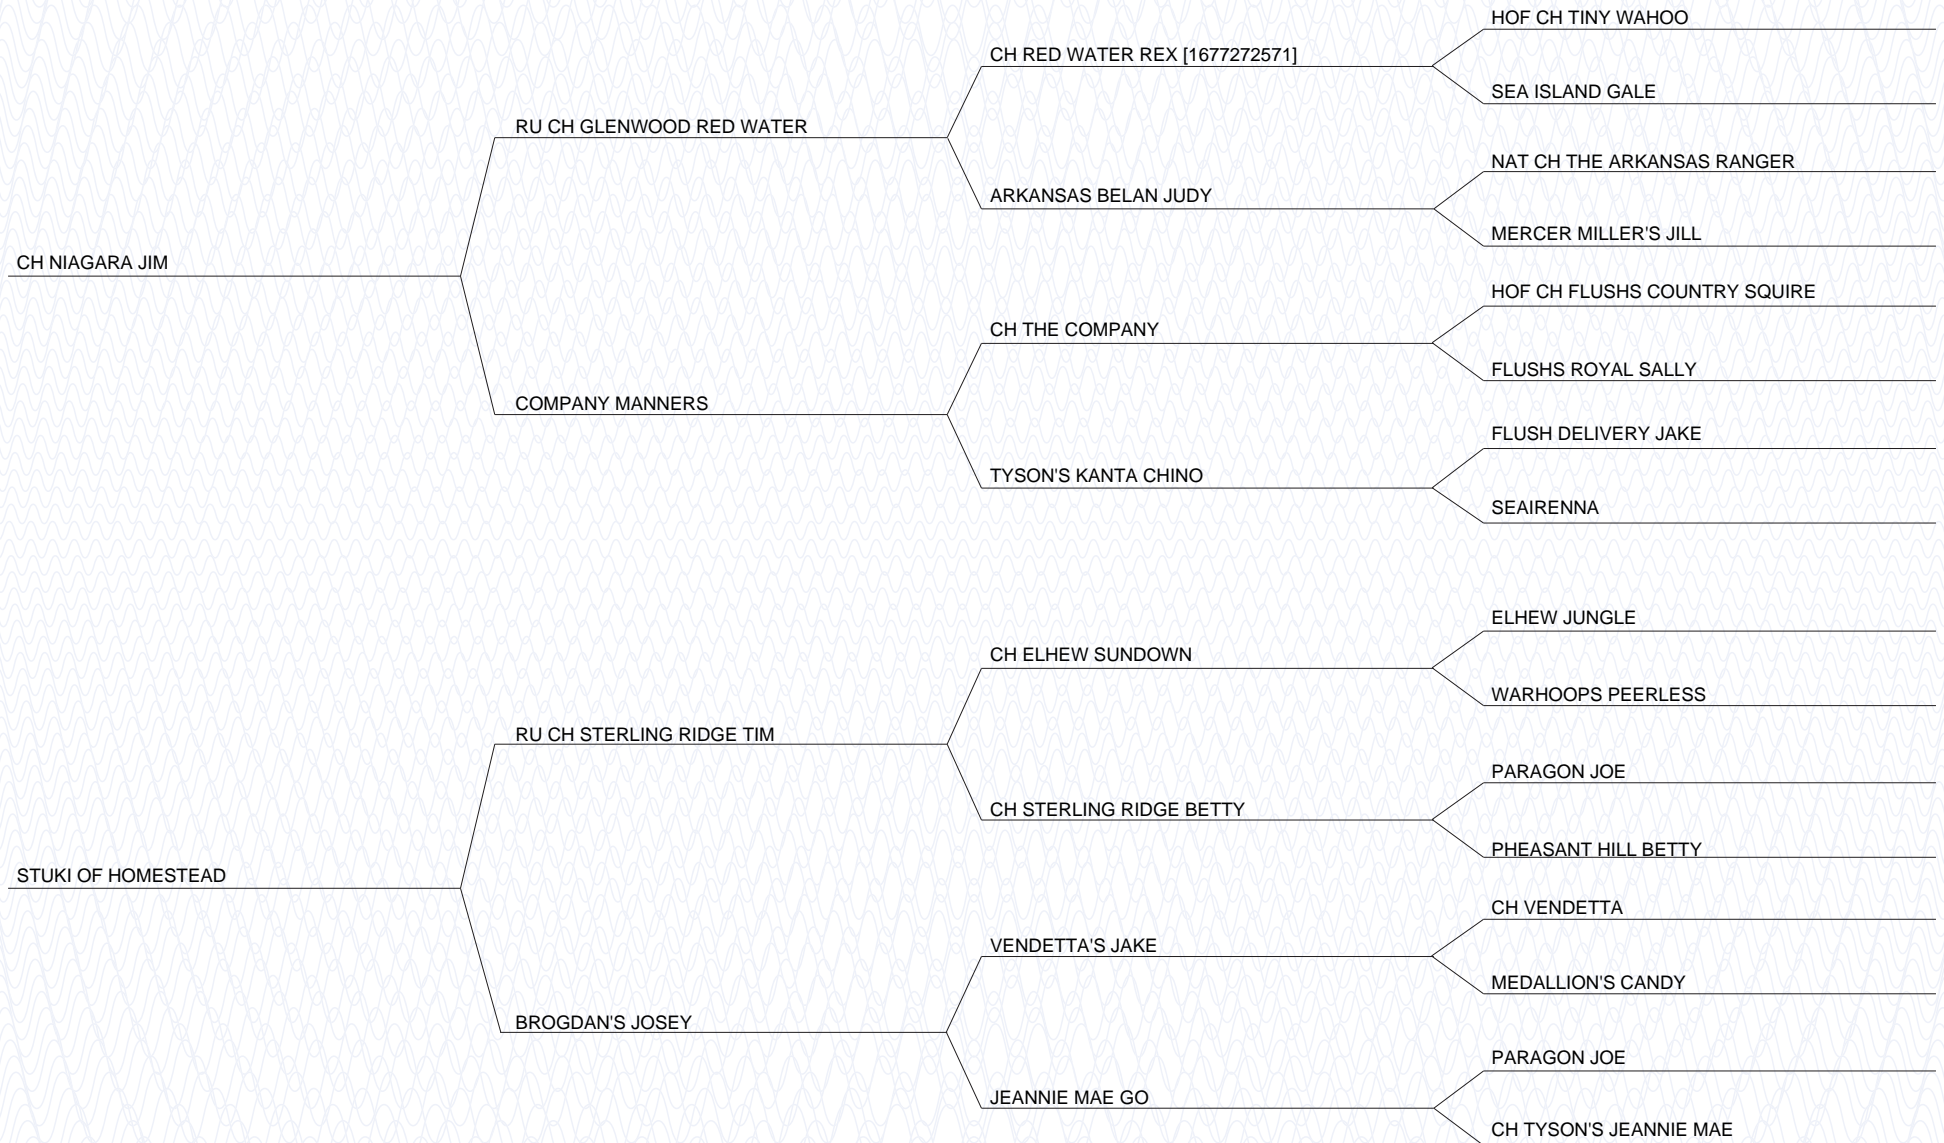 HOF CH TINY WAHOO
CH RED WATER REX [1677272571]
SEA ISLAND GALE
RU CH GLENWOOD RED WATER
NAT CH THE ARKANSAS RANGER
ARKANSAS BELAN JUDY
MERCER MILLER'S JILL
CH NIAGARA JIM
HOF CH FLUSHS COUNTRY SQUIRE
CH THE COMPANY
FLUSHS ROYAL SALLY
COMPANY MANNERS
FLUSH DELIVERY JAKE
TYSON'S KANTA CHINO
SEAIRENNA
ELHEW JUNGLE
CH ELHEW SUNDOWN
WARHOOPS PEERLESS
RU CH STERLING RIDGE TIM
PARAGON JOE
CH STERLING RIDGE BETTY
PHEASANT HILL BETTY
STUKI OF HOMESTEAD
CH VENDETTA
VENDETTA'S JAKE
MEDALLION'S CANDY
BROGDAN'S JOSEY
PARAGON JOE
JEANNIE MAE GO
CH TYSON'S JEANNIE MAE